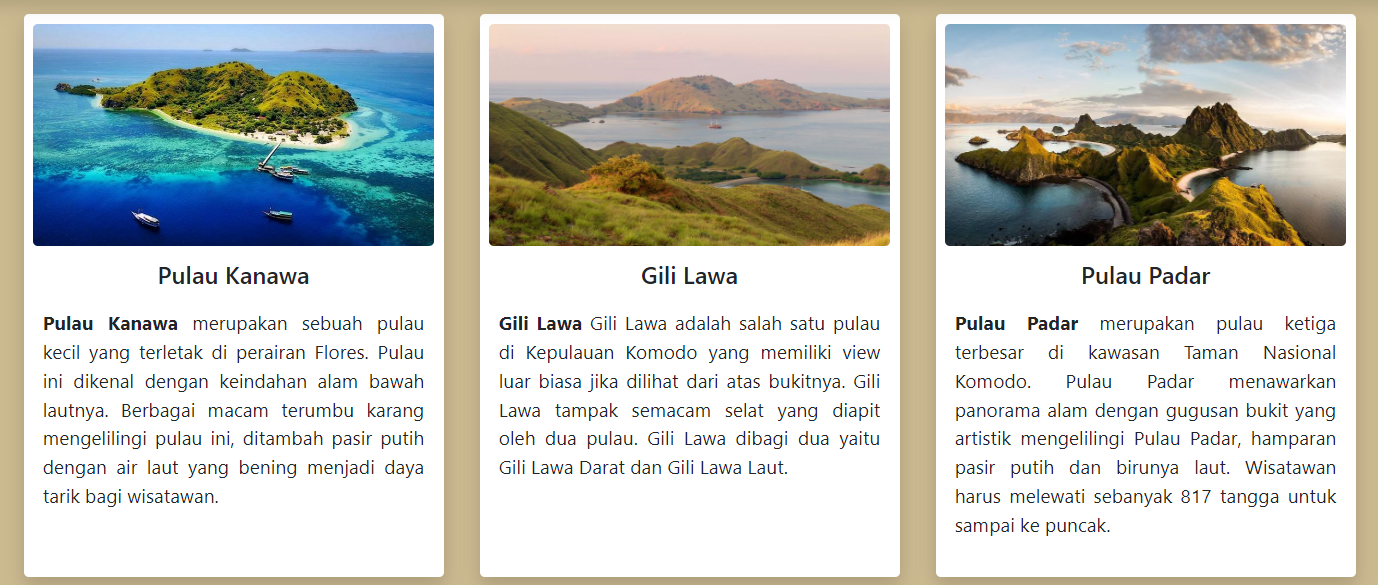 Pulau Kanawa
Pulau Kanawa merupakan sebuah pulau
kecil yang terletak di perairan Flores. Pulau
ini dikenal dengan keindahan alam bawah
lautnya. Berbagai macam terumbu karang
mengelilingi pulau ini, ditambah pasir putih
dengan air laut yang bening menjadi daya
tarik bagi wisatawan.
Gili Lawa
Gili Lawa Gili Lawa adalah salah satu pulau
di Kepulauan Komodo yang memiliki view
luar biasa jika dilihat dari atas bukitnya. Gili
Lawa tampak semacam selat yang diapit
oleh dua pulau. Gili Lawa dibagi dua yaitu
Gili Lawa Darat dan Gili Lawa Laut.
Pulau Padar
Pulau Padar merupakan pulau ketiga
terbesar di kawasan Taman Nasional
Komodo. Pulau Padar menawarkan
panorama alam dengan gugusan bukit yang
artistik mengelilingi Pulau Padar, hamparan
pasir putih dan birunya laut. Wisatawan
harus melewati sebanyak 817 tangga untuk
sampai ke puncak.